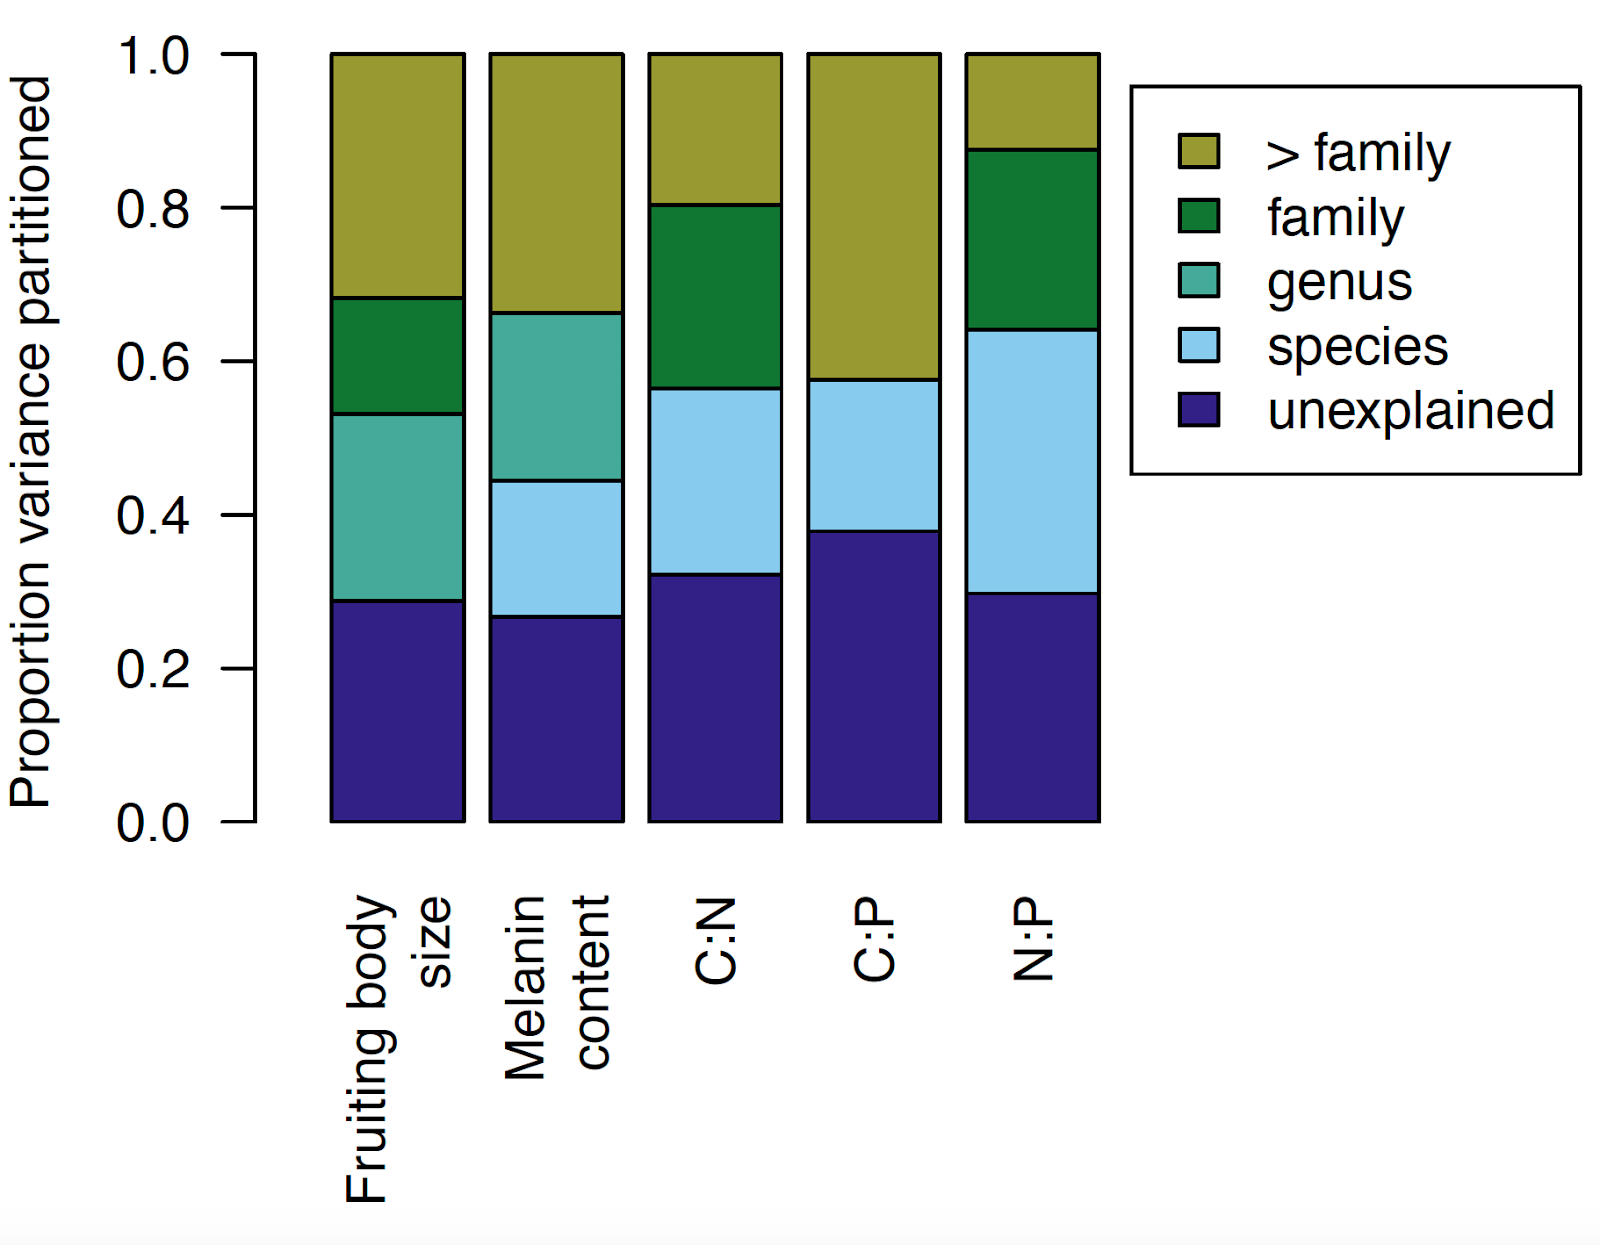 Proportion variance partitioned
1.0
0.8
0.6
0.4
0.2
0.0
Fruiting body
size
Melanin
content
C:N
C:P
N:P
> family
family
genus
species
unexplained